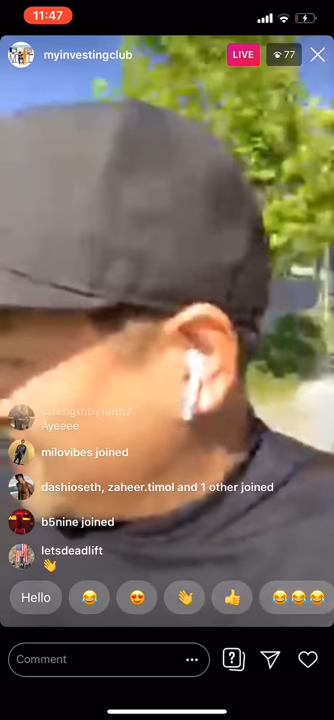 11:47
myinvestingclub
LIVE
77
strengthbyfaith7
Ayeeee
milovibes joined
dashioseth, zaheer.timol and 1 other joined
b5nine joined
letsdeadlift
👋
Hello
Comment